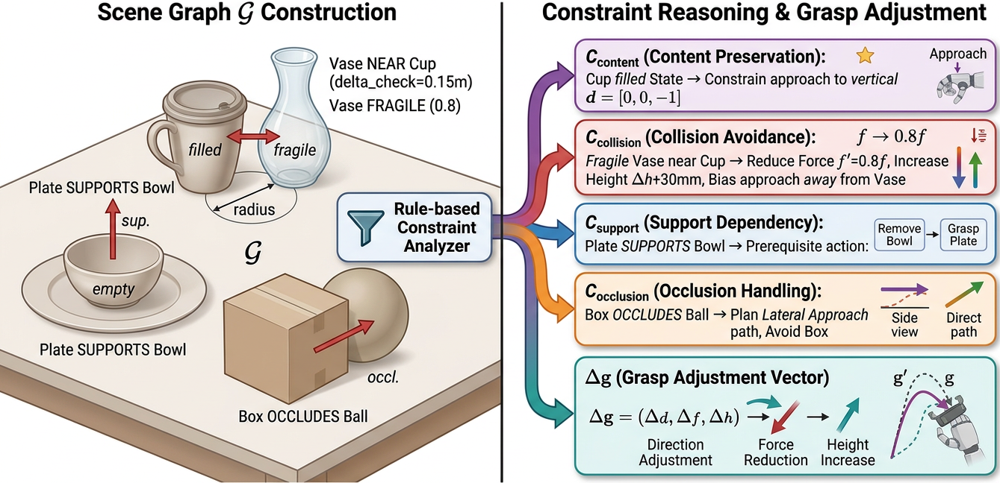 Scene Graph 𝒢 Construction
Vase NEAR Cup
(delta_check=0.15m)
Vase FRAGILE (0.8)
filled
fragile
radius
Plate SUPPORTS Bowl
sup.
empty
Plate SUPPORTS Bowl
𝒢
Rule-based
Constraint
Analyzer
occl.
Box OCCLUDES Ball
Constraint Reasoning & Grasp Adjustment
C_content (Content Preservation):
Approach
Cup filled State → Constrain approach to vertical
d = [0, 0, −1]
C_collision (Collision Avoidance):
f → 0.8f
Fragile Vase near Cup → Reduce Force f′=0.8f, Increase
Height Δh+30mm, Bias approach away from Vase
C_support (Support Dependency):
Plate SUPPORTS Bowl → Prerequisite action:
Remove
Bowl
→
Grasp
Plate
C_occlusion (Occlusion Handling):
Box OCCLUDES Ball → Plan Lateral Approach
path, Avoid Box
Side
view
Direct
path
Δg (Grasp Adjustment Vector)
Δg = (Δd, Δf, Δh) → →
Direction
Adjustment
Force
Reduction
Height
Increase
g′
g